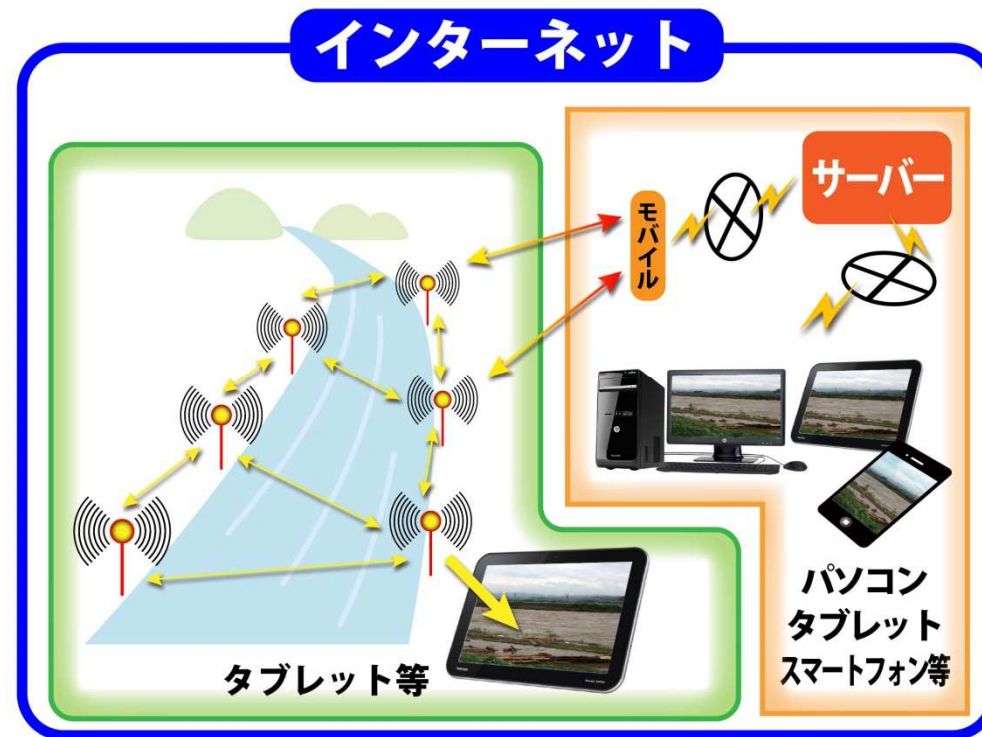 インターネット
サーバー
モバイル
タブレット等
パソコン
タブレット
スマートフォン等